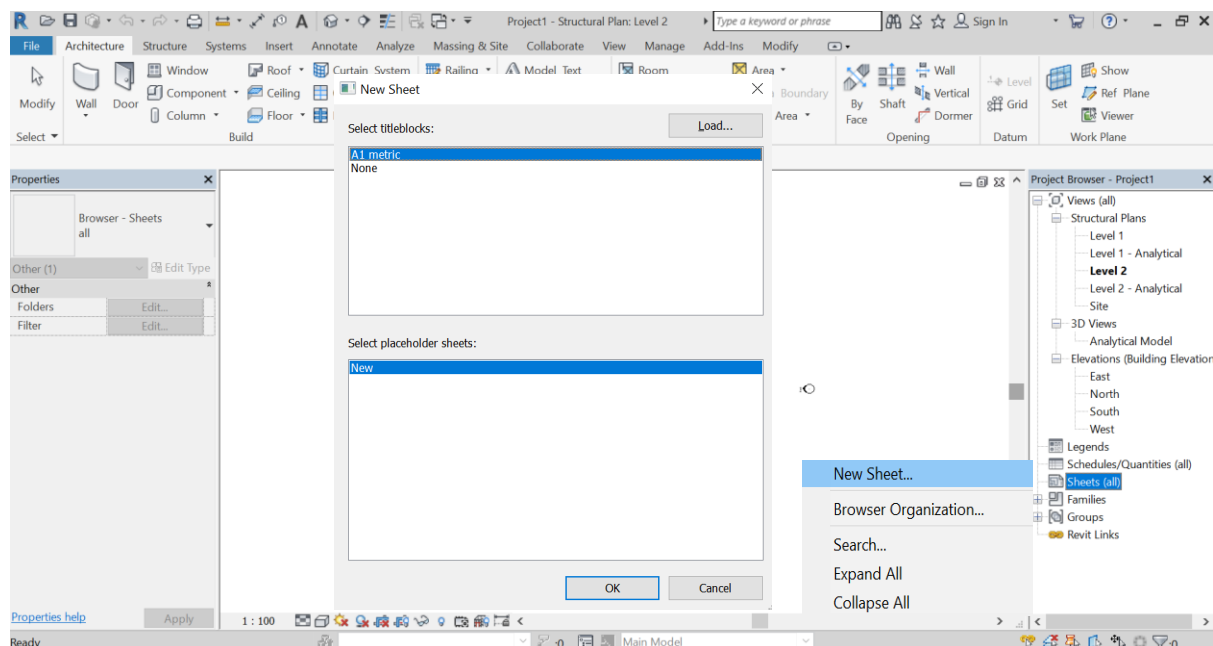 Project1 - Structural Plan: Level 2
Type a keyword or phrase
Sign In
File Architecture Structure Systems Insert Annotate Analyze Massing & Site Collaborate View Manage Add-Ins Modify
Modify
Select
Wall
Door
Window
Component
Column
Roof
Ceiling
Floor
Curtain System
Railing
Model Text
Room
Area
Boundary
Area
Build
By Face
Shaft
Wall
Vertical
Dormer
Opening
Level
Grid
Datum
Set
Show
Ref Plane
Viewer
Work Plane
Properties
Browser - Sheets
all
Other (1)
Edit Type
Other
Folders Edit...
Filter Edit...
Properties help
Apply
New Sheet
Select titleblocks:
Load...
A1 metric
None
Select placeholder sheets:
New
OK
Cancel
New Sheet...
Browser Organization...
Search...
Expand All
Collapse All
Project Browser - Project1
Views (all)
Structural Plans
Level 1
Level 1 - Analytical
Level 2
Level 2 - Analytical
Site
3D Views
Analytical Model
Elevations (Building Elevation
East
North
South
West
Legends
Schedules/Quantities (all)
Sheets (all)
Families
Groups
Revit Links
1 : 100
Ready
:0
Main Model
:0